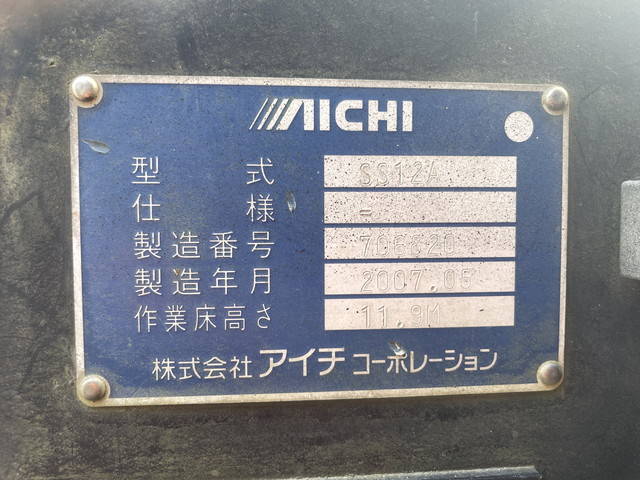 AICHI
型式 SS12A
仕様 -
製造番号
製造年月 2007.05
作業床高さ 11.9M
株式会社 アイチ コーポレーション